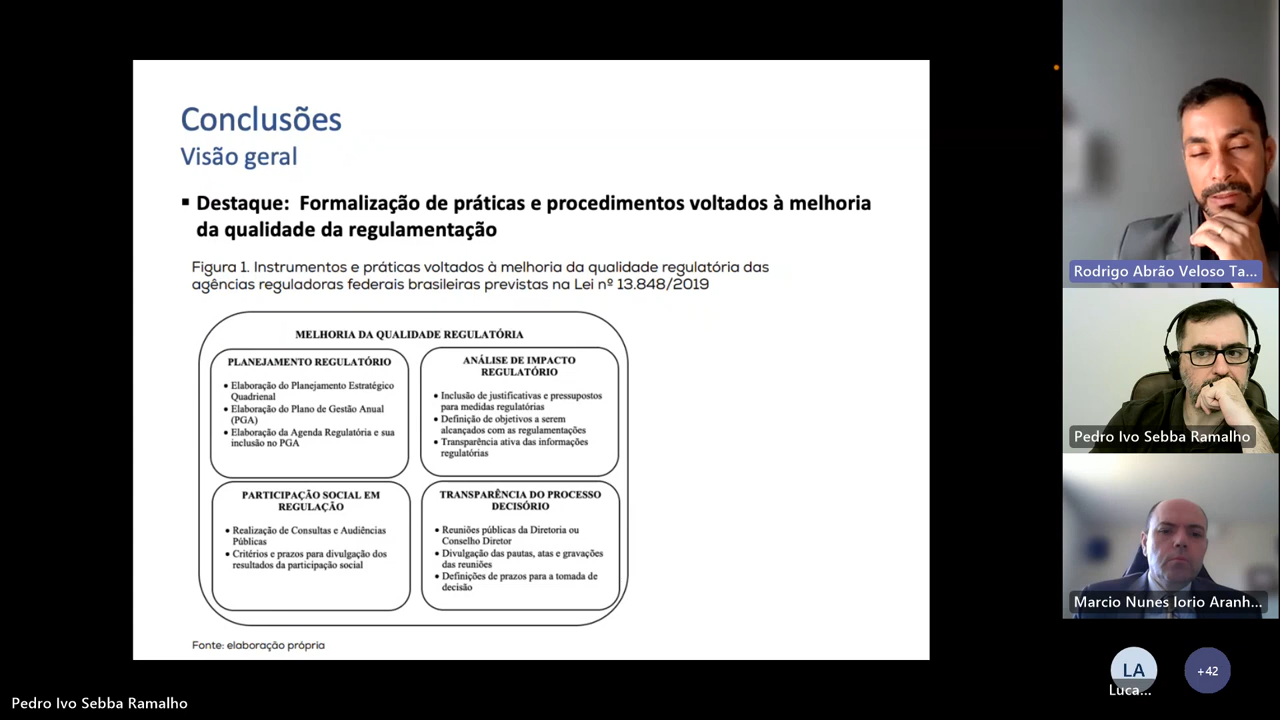 Conclusões
Visão geral
▪ Destaque: Formalização de práticas e procedimentos voltados à melhoria
da qualidade da regulamentação
Figura 1. Instrumentos e práticas voltados à melhoria da qualidade regulatória das
agências reguladoras federais brasileiras previstas na Lei nº 13.848/2019
MELHORIA DA QUALIDADE REGULATÓRIA
PLANEJAMENTO REGULATÓRIO
• Elaboração do Planejamento Estratégico
Quadrienal
• Elaboração do Plano de Gestão Anual
(PGA)
• Elaboração da Agenda Regulatória e sua
inclusão no PGA
ANÁLISE DE IMPACTO
REGULATÓRIO
• Inclusão de justificativas e pressupostos
para medidas regulatórias
• Definição de objetivos a serem
alcançados com as regulamentações
• Transparência ativa das informações
regulatórias
PARTICIPAÇÃO SOCIAL EM
REGULAÇÃO
• Realização de Consultas e Audiências
Públicas
• Critérios e prazos para divulgação dos
resultados da participação social
TRANSPARÊNCIA DO PROCESSO
DECISÓRIO
• Reuniões públicas da Diretoria ou
Conselho Diretor
• Divulgação das pautas, atas e gravações
das reuniões
• Definições de prazos para a tomada de
decisão
Fonte: elaboração própria
Rodrigo Abrão Veloso Ta...
Pedro Ivo Sebba Ramalho
Marcio Nunes Iorio Aranh...
LA
Luca...
+42
Pedro Ivo Sebba Ramalho